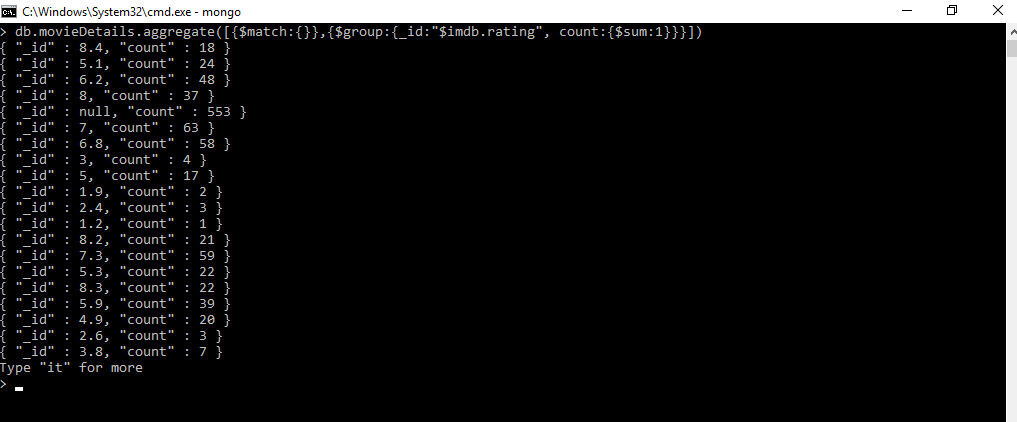 C:\Windows\System32\cmd.exe - mongo
> db.movieDetails.aggregate([{$match:{}},{$group:{_id:"$imdb.rating", count:{$sum:1}}}])
{ "_id" : 8.4, "count" : 18 }
{ "_id" : 5.1, "count" : 24 }
{ "_id" : 6.2, "count" : 48 }
{ "_id" : 8, "count" : 37 }
{ "_id" : null, "count" : 553 }
{ "_id" : 7, "count" : 63 }
{ "_id" : 6.8, "count" : 58 }
{ "_id" : 3, "count" : 4 }
{ "_id" : 5, "count" : 17 }
{ "_id" : 1.9, "count" : 2 }
{ "_id" : 2.4, "count" : 3 }
{ "_id" : 1.2, "count" : 1 }
{ "_id" : 8.2, "count" : 21 }
{ "_id" : 7.3, "count" : 59 }
{ "_id" : 5.3, "count" : 22 }
{ "_id" : 8.3, "count" : 22 }
{ "_id" : 5.9, "count" : 39 }
{ "_id" : 4.9, "count" : 20 }
{ "_id" : 2.6, "count" : 3 }
{ "_id" : 3.8, "count" : 7 }
Type "it" for more
>